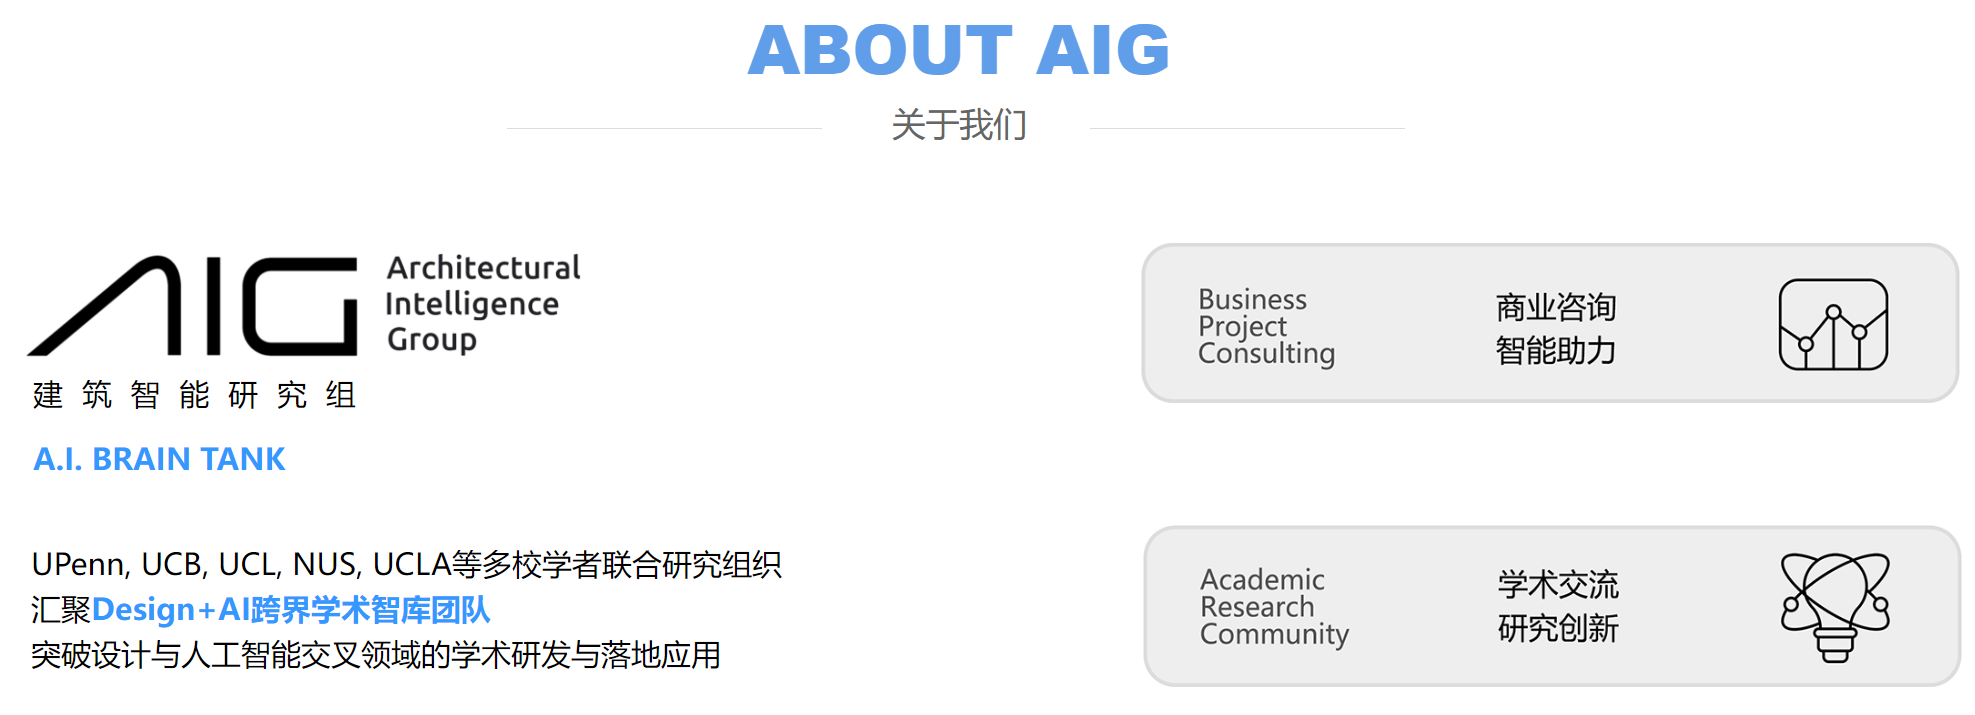 ABOUT AIG
关于我们
AIG
Architectural
Intelligence
Group
建筑智能研究组
A.I. BRAIN TANK
UPenn, UCB, UCL, NUS, UCLA等多校学者联合研究组织
汇聚Design+AI跨界学术智库团队
突破设计与人工智能交叉领域的学术研发与落地应用
Business
Project
Consulting
商业咨询
智能助力
Academic
Research
Community
学术交流
研究创新